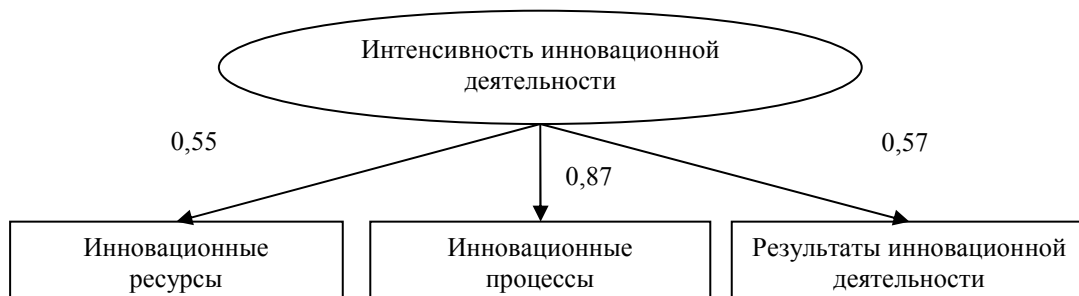 Интенсивность инновационной
деятельности
0,55
0,87
0,57
Инновационные
ресурсы
Инновационные
процессы
Результаты инновационной
деятельности